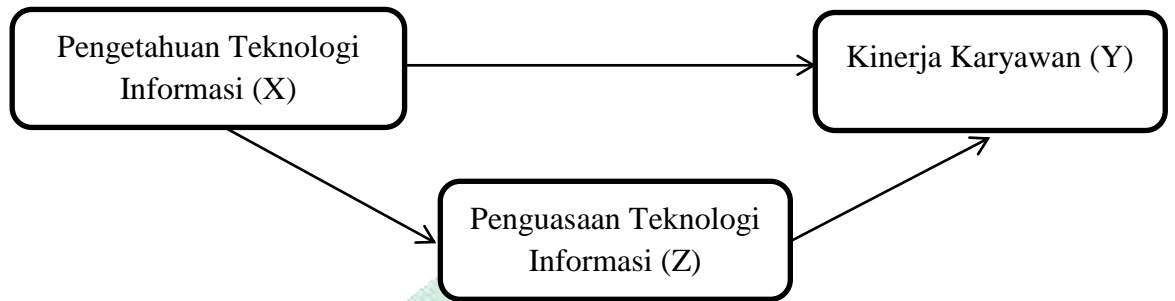 Pengetahuan Teknologi
Informasi (X)
Kinerja Karyawan (Y)
Penguasaan Teknologi
Informasi (Z)